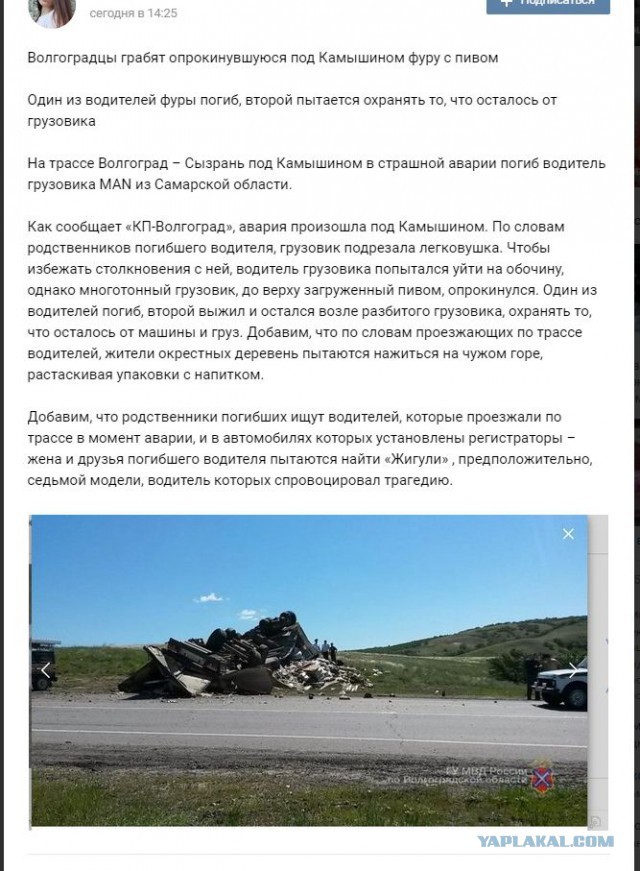 сегодня в 14:25
Подписаться
Волгоградцы грабят опрокинувшуюся под Камышином фуру с пивом
Один из водителей фуры погиб, второй пытается охранять то, что осталось от
грузовика
На трассе Волгоград – Сызрань под Камышином в страшной аварии погиб водитель
грузовика MAN из Самарской области.
Как сообщает «КП-Волгоград», авария произошла под Камышином. По словам
родственников погибшего водителя, грузовик подрезала легковушка. Чтобы
избежать столкновения с ней, водитель грузовика попытался уйти на обочину,
однако многотонный грузовик, до верху загруженный пивом, опрокинулся. Один из
водителей погиб, второй выжил и остался возле разбитого грузовика, охранять то,
что осталось от машины и груз. Добавим, что по словам проезжающих по трассе
водителей, жители окрестных деревень пытаются нажиться на чужом горе,
растаскивая упаковки с напитком.
Добавим, что родственники погибших ищут водителей, которые проезжали по
трассе в момент аварии, и в автомобилях которых установлены регистраторы –
жена и друзья погибшего водителя пытаются найти «Жигули» , предположительно,
седьмой модели, водитель которых спровоцировал трагедию.
ГУ МВД России
по Волгоградской области
YAPLAKAL.COM